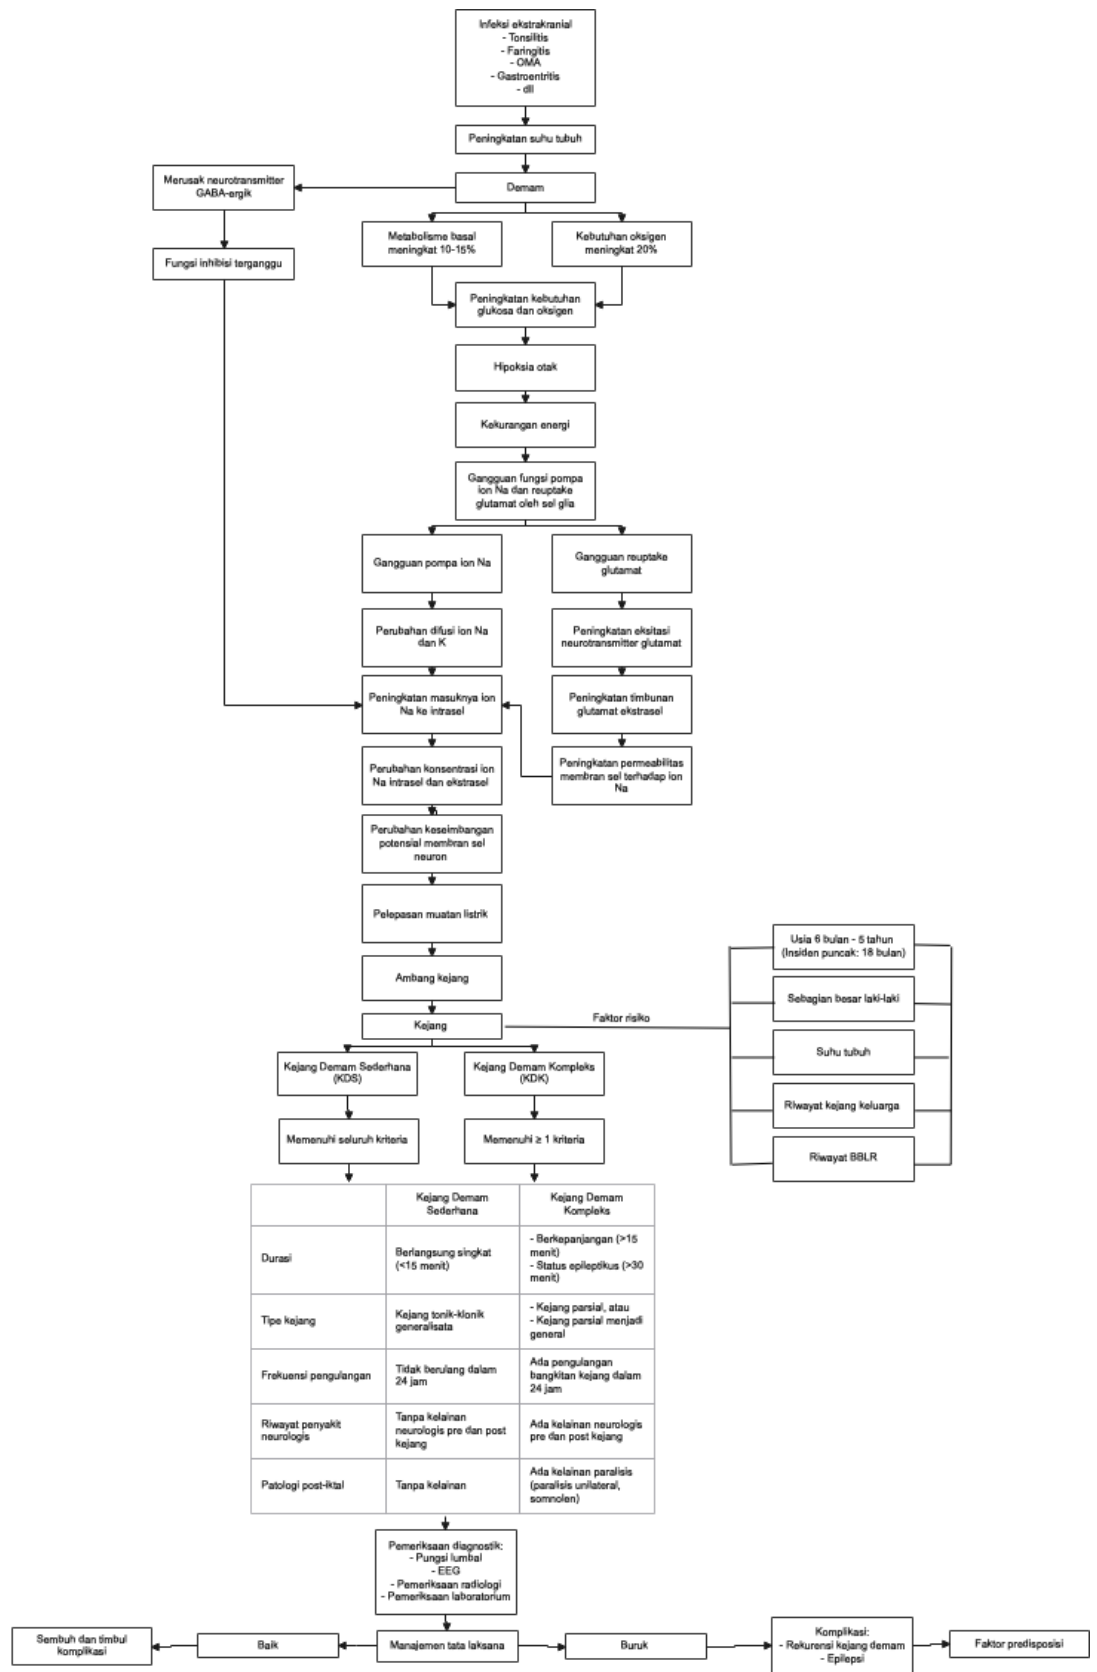 Infeksi ekstrakranial
- Tonsilitis
- Faringitis
- OMA
- Gastroentritis
- dll
Peningkatan suhu tubuh
Merusak neurotransmitter
GABA-ergik
Demam
Metabolisme basal
meningkat 10-15%
Kebutuhan oksigen
meningkat 20%
Fungsi inhibisi terganggu
Peningkatan kebutuhan
glukosa dan oksigen
Hipoksia otak
Kekurangan energi
Gangguan fungsi pompa
ion Na dan reuptake
glutamat oleh sel glia
Gangguan pompa ion Na
Gangguan reuptake
glutamat
Perubahan difusi ion Na
dan K
Peningkatan eksitasi
neurotransmitter glutamat
Peningkatan masuknya ion
Na ke intrasel
Peningkatan timbunan
glutamat ekstrasel
Perubahan konsentrasi ion
Na intrasel dan ekstrasel
Peningkatan permeabilitas
membran sel terhadap ion
Na
Perubahan keseimbangan
potensial membran sel
neuron
Pelepasan muatan listrik
Ambang kejang
Kejang
Faktor risiko
Usia 6 bulan - 5 tahun
(Insiden puncak: 18 bulan)
Sebagian besar laki-laki
Suhu tubuh
Riwayat kejang keluarga
Riwayat BBLR
Kejang Demam Sederhana
(KDS)
Kejang Demam Kompleks
(KDK)
Memenuhi seluruh kriteria
Memenuhi ≥ 1 kriteria
Kejang Demam
Sederhana
Kejang Demam
Kompleks
Durasi
Berlangsung singkat
(<15 menit)
- Berkepanjangan (>15
menit)
- Status epileptikus (>30
menit)
Tipe kejang
Kejang tonik-klonik
generalisata
- Kejang parsial, atau
- Kejang parsial menjadi
general
Frekuensi pengulangan
Tidak berulang dalam
24 jam
Ada pengulangan
bangkitan kejang dalam
24 jam
Riwayat penyakit
neurologis
Tanpa kelainan
neurologis pre dan post
kejang
Ada kelainan neurologis
pre dan post kejang
Patologi post-iktal
Tanpa kelainan
Ada kelainan paralisis
(paralisis unilateral,
somnolen)
Pemeriksaan diagnostik:
- Pungsi lumbal
- EEG
- Pemeriksaan radiologi
- Pemeriksaan laboratorium
Sembuh dan timbul
komplikasi
Baik
Manajemen tata laksana
Buruk
Komplikasi:
- Rekurensi kejang demam
- Epilepsi
Faktor predisposisi